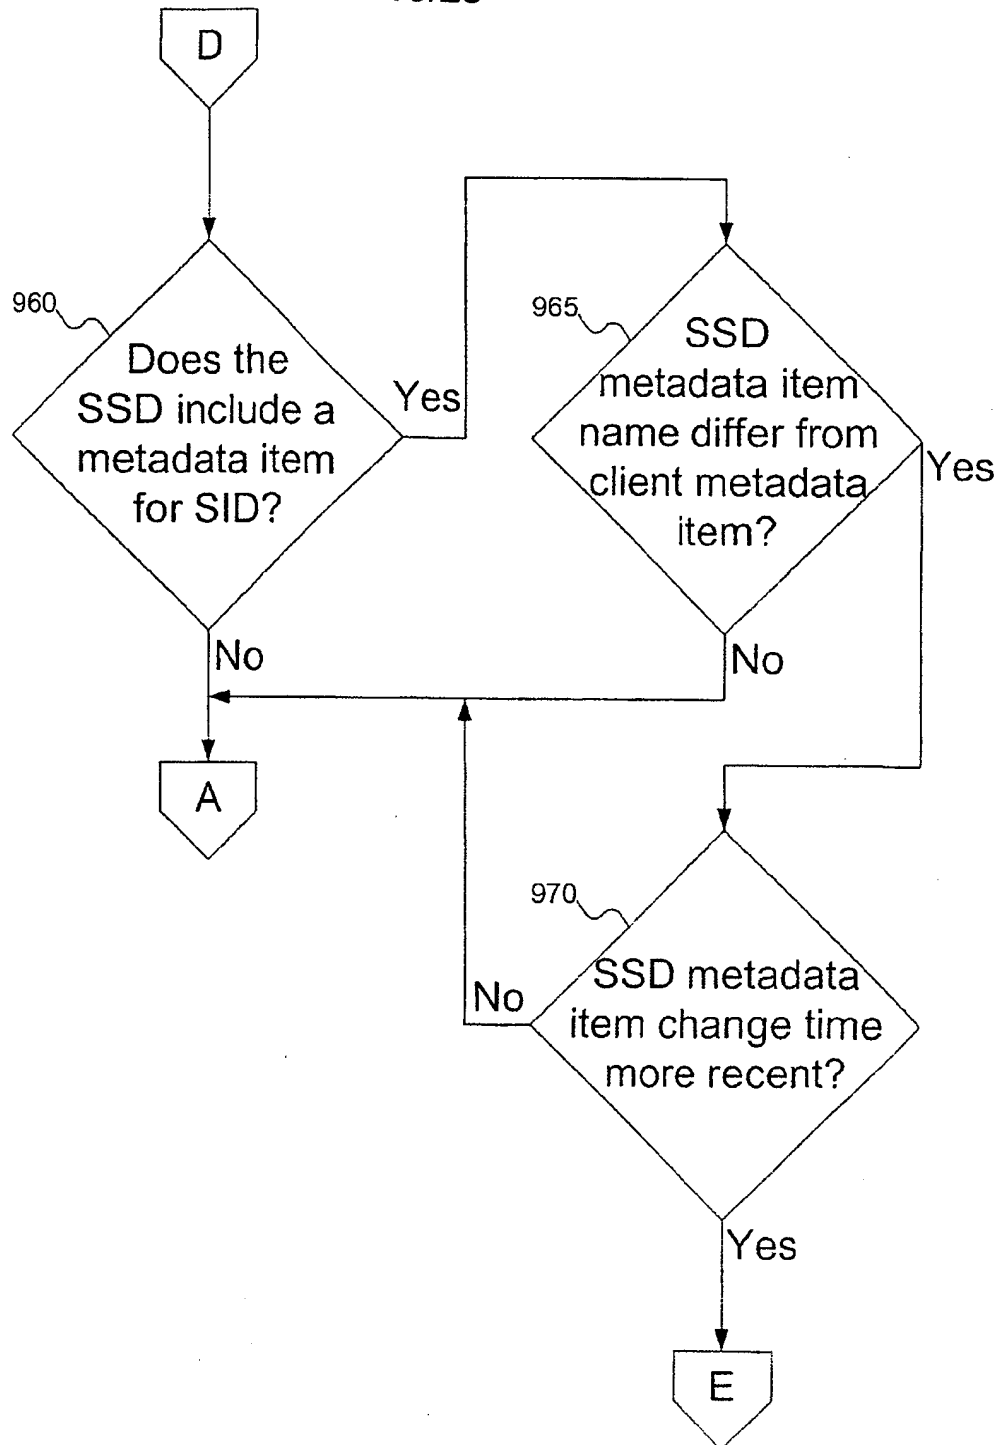 D
960
Does the
SSD include a
metadata item
for SID?
Yes
No
A
965
SSD
metadata item
name differ from
client metadata
item?
Yes
No
970
SSD metadata
item change time
more recent?
No
Yes
E